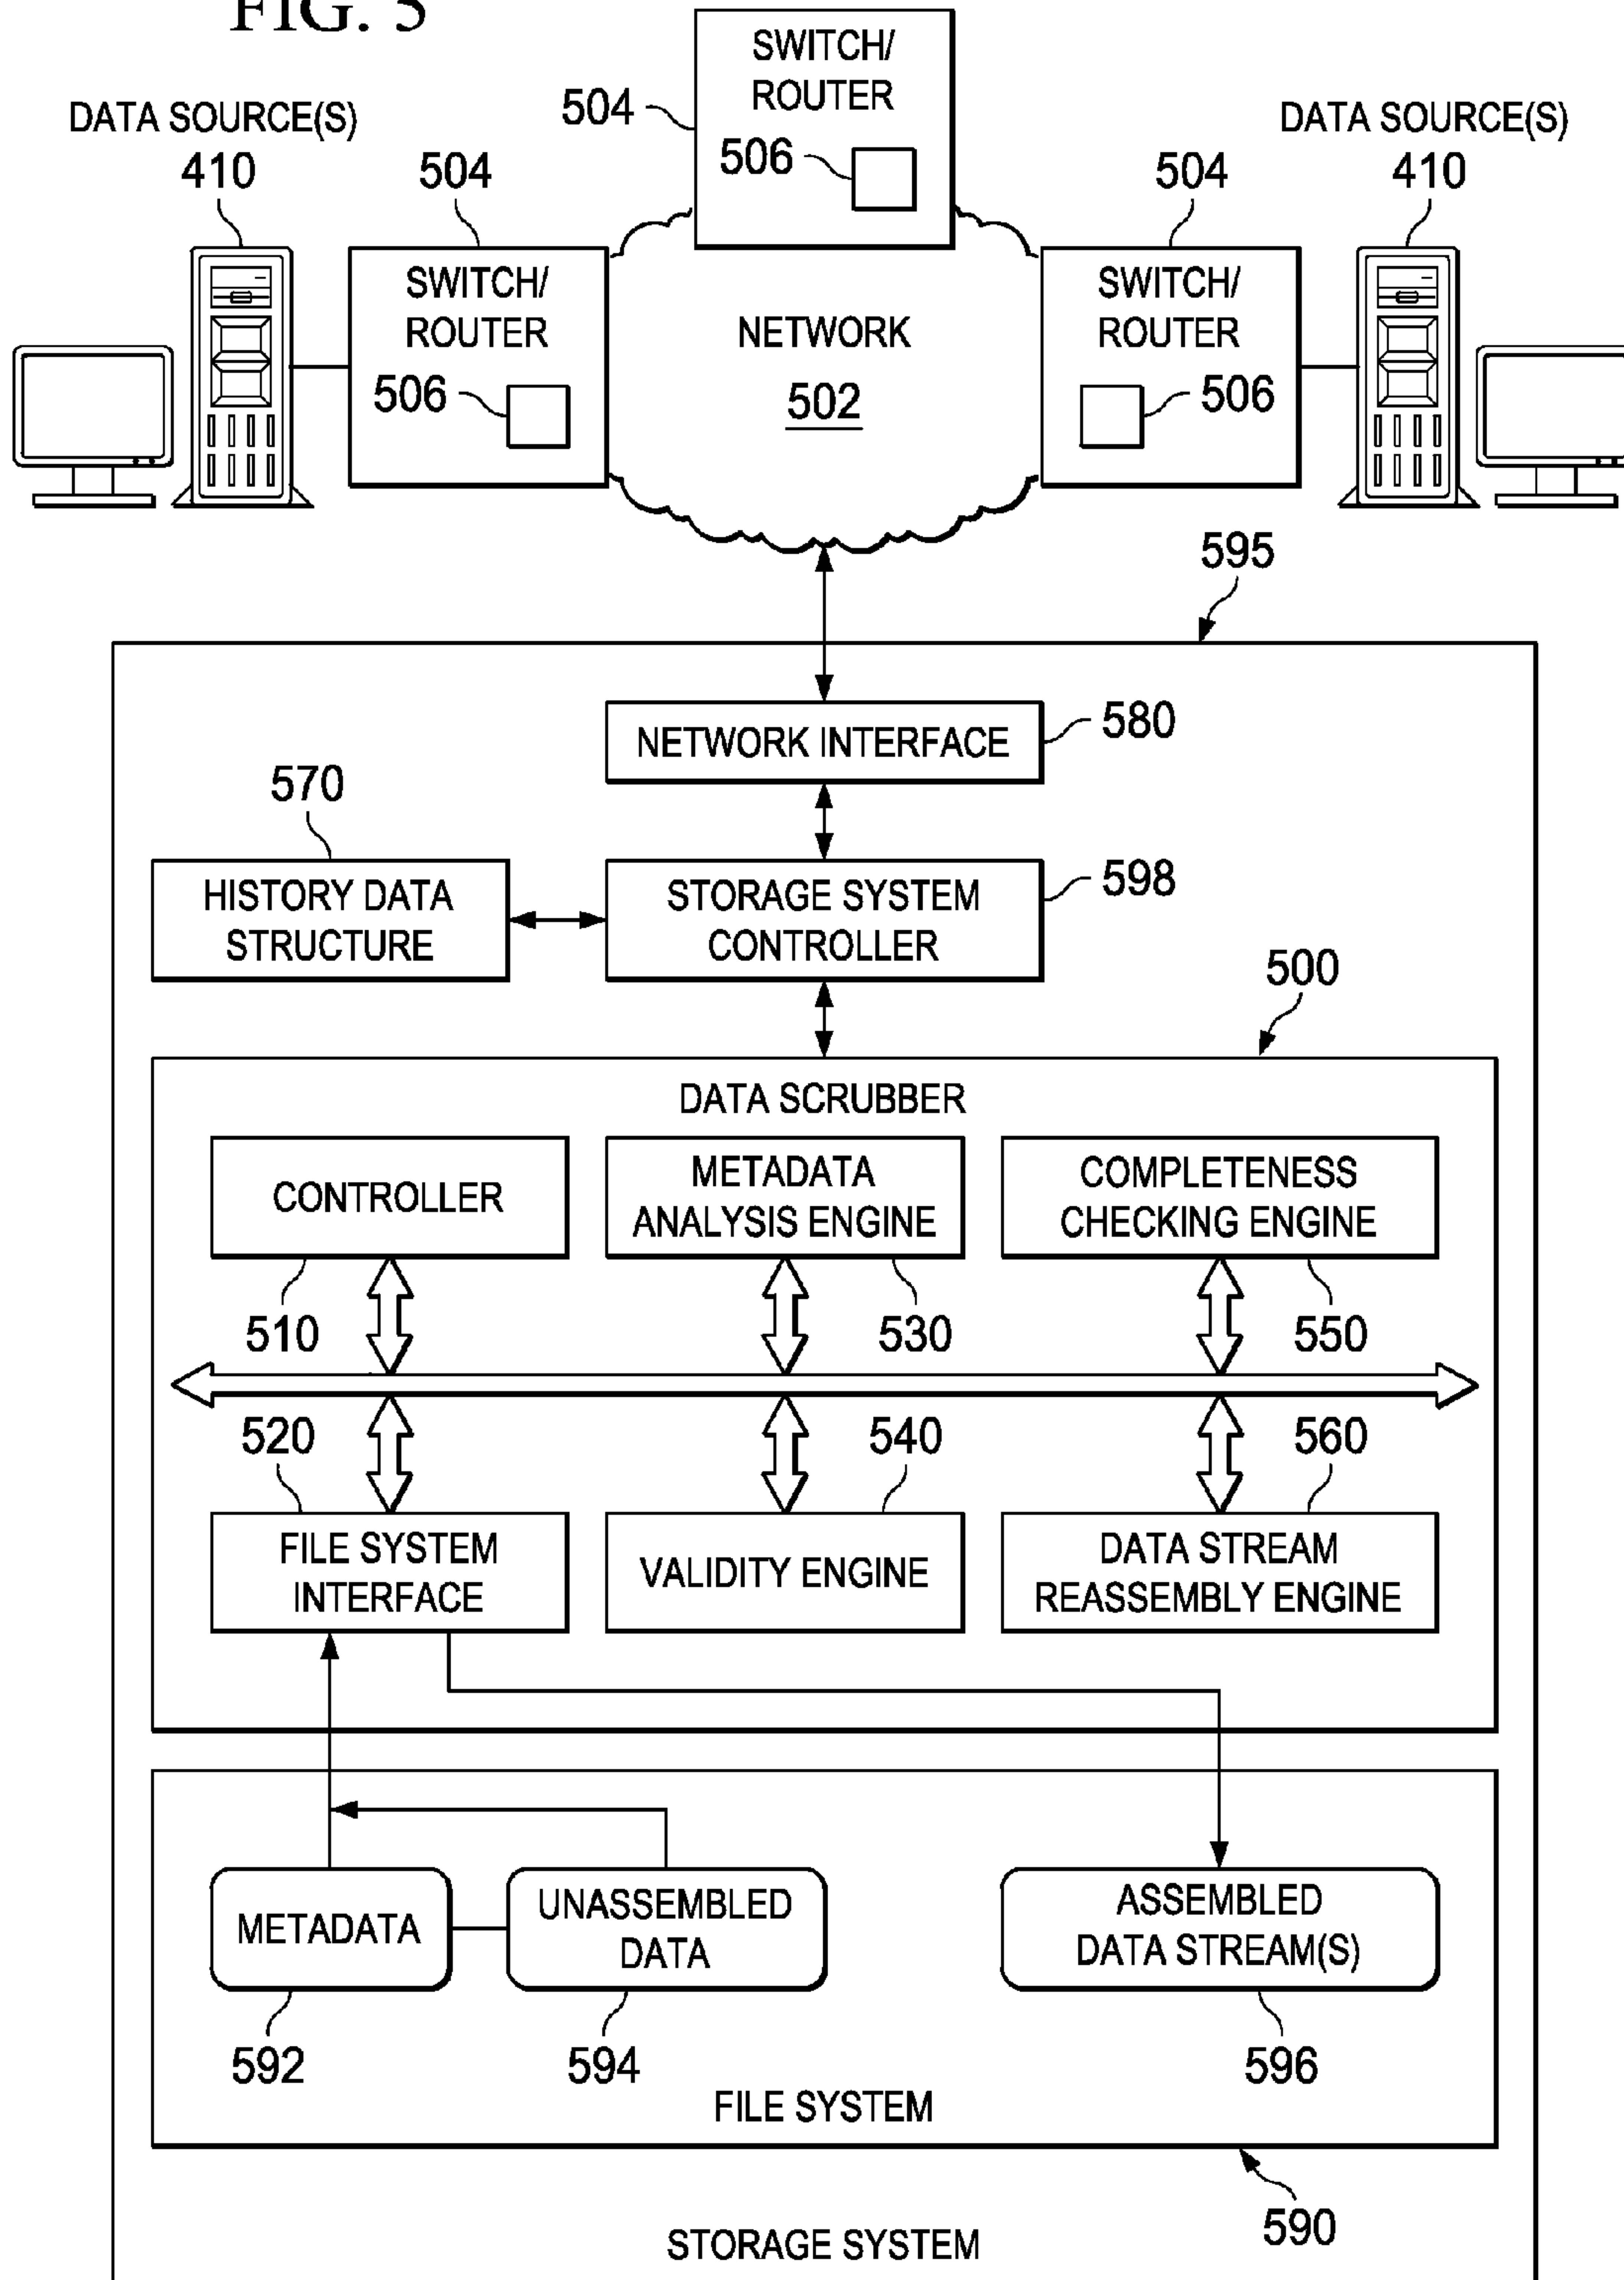 FIG. 5
SWITCH/
ROUTER
504
506
DATA SOURCE(S)
410
504
504
DATA SOURCE(S)
410
SWITCH/
ROUTER
506
NETWORK
502
SWITCH/
ROUTER
506
595
NETWORK INTERFACE
580
570
HISTORY DATA
STRUCTURE
STORAGE SYSTEM
CONTROLLER
598
500
DATA SCRUBBER
CONTROLLER
METADATA
ANALYSIS ENGINE
COMPLETENESS
CHECKING ENGINE
510
530
550
520
540
560
FILE SYSTEM
INTERFACE
VALIDITY ENGINE
DATA STREAM
REASSEMBLY ENGINE
METADATA
UNASSEMBLED
DATA
ASSEMBLED
DATA STREAM(S)
592
594
596
FILE SYSTEM
590
STORAGE SYSTEM